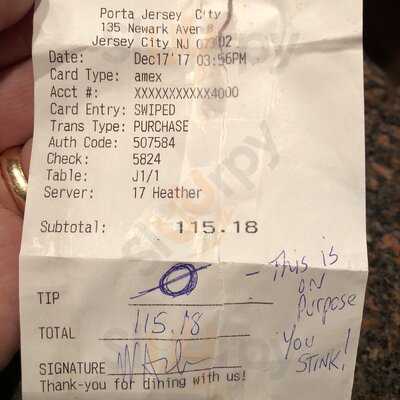 Porta Jersey City
135 Newark Aven
Jersey City NJ 07302
Date: Dec17'17 03:56PM
Card Type: amex
Acct #: XXXXXXXXXXX4000
Card Entry: SWIPED
Trans Type: PURCHASE
Auth Code: 507584
Check: 5824
Table: J1/1
Server: 17 Heather
Subtotal: 115.18
TIP 0 - This is
on
Purpose
TOTAL 115.18
You
STINK!
SIGNATURE
Thank-you for dining with us!